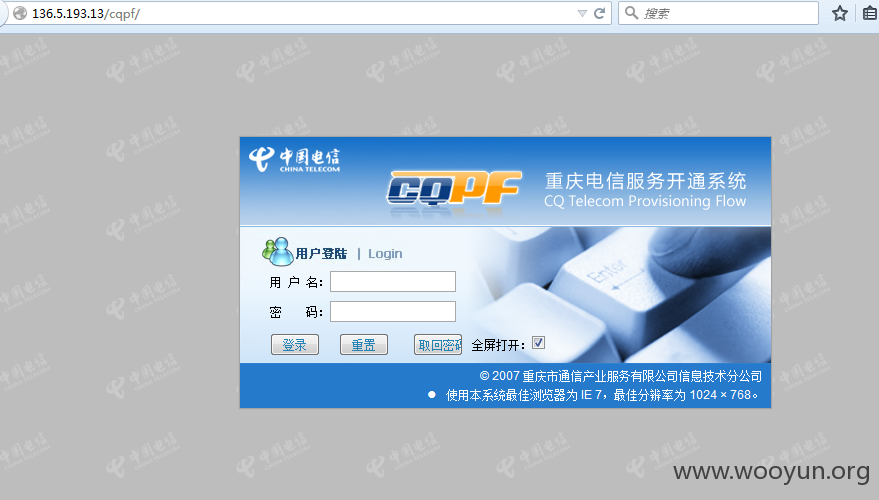 136.5.193.13/cqpf/
搜索
中国电信
CHINA TELECOM
CQPF
重庆电信服务开通系统
CQ Telecom Provisioning Flow
用户登陆 | Login
用 户 名:
密 码:
登录 重置 取回密码 全屏打开:
Enter
© 2007 重庆市通信产业服务有限公司信息技术分公司
● 使用本系统最佳浏览器为 IE 7，最佳分辨率为 1024 × 768。
www.wooyun.org